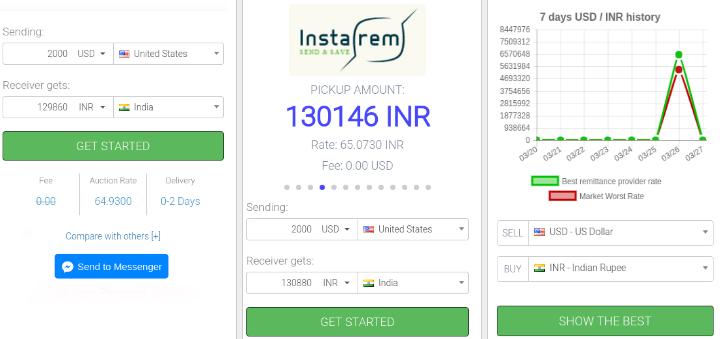 Sending:
2000 USD United States
Receiver gets:
129860 INR India
GET STARTED
Fee Auction Rate Delivery
0.00 64.9300 0-2 Days
Compare with others [+]
Send to Messenger
InstaRem
SEND & SAVE
PICKUP AMOUNT:
130146 INR
Rate: 65.0730 INR
Fee: 0.00 USD
Sending:
2000 USD United States
Receiver gets:
130880 INR India
GET STARTED
7 days USD / INR history
8447976
7509312
6570648
5631984
4693320
3754656
2815992
1877328
938664
0
03/20 03/21 03/22 03/23 03/24 03/25 03/26 03/27
Best remittance provider rate
Market Worst Rate
SELL USD - US Dollar
BUY INR - Indian Rupee
SHOW THE BEST